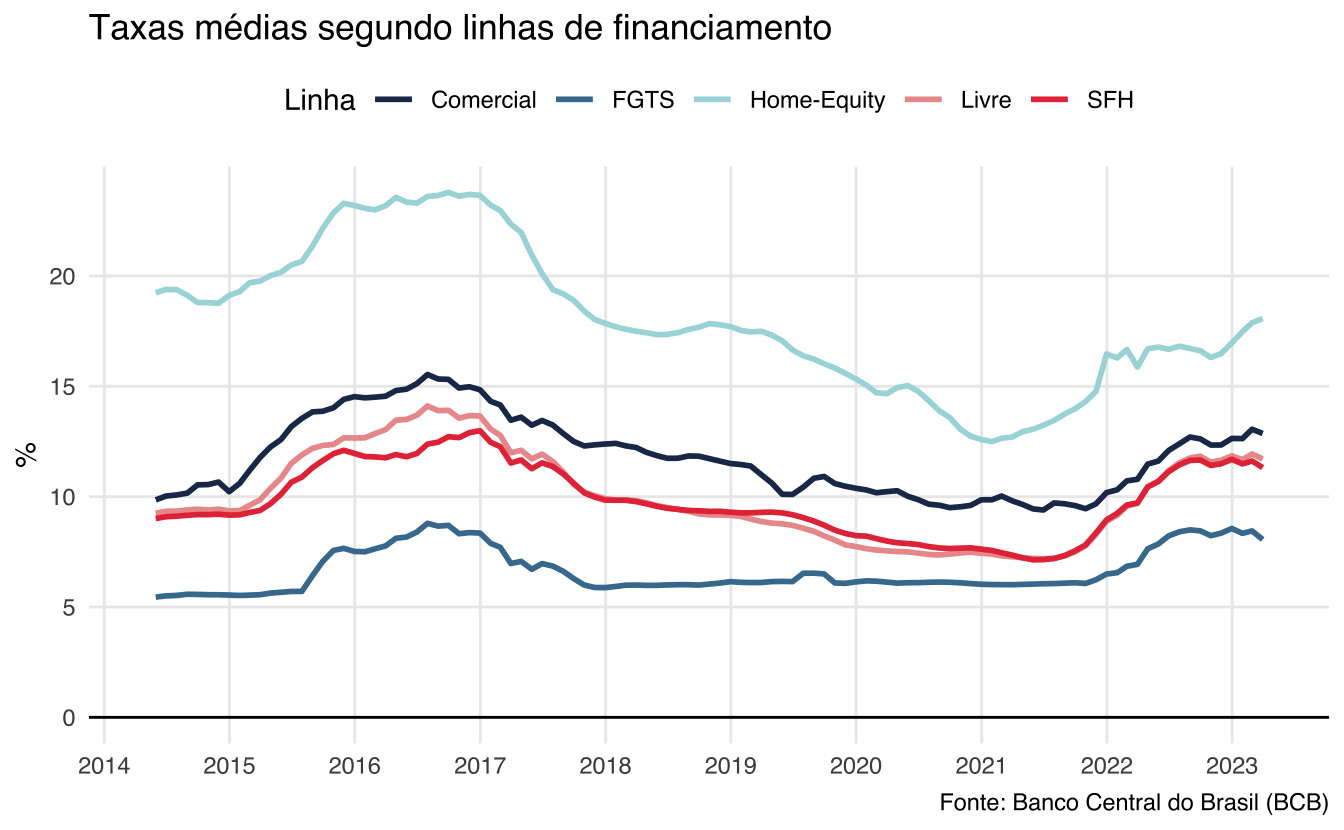 Taxas médias segundo linhas de financiamento
Linha Comercial FGTS Home-Equity Livre SFH
%
20
15
10
5
0
2014 2015 2016 2017 2018 2019 2020 2021 2022 2023
Fonte: Banco Central do Brasil (BCB)